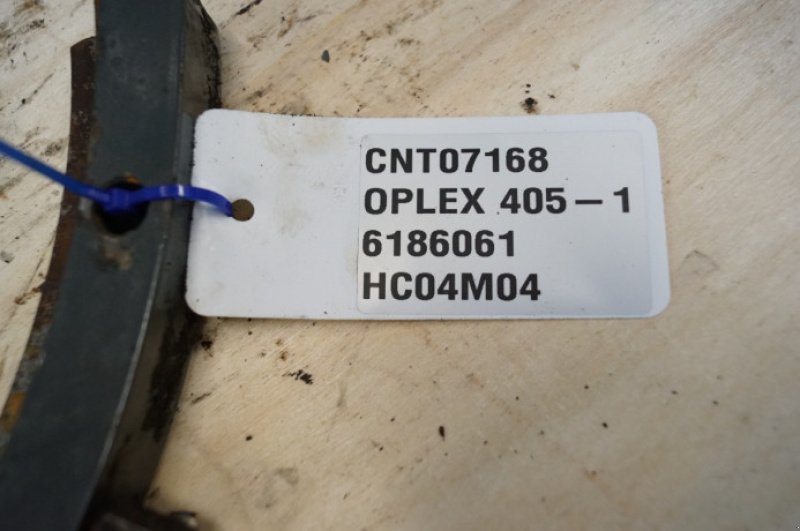 CNT07168
OPLEX 405 – 1
6186061
HC04M04